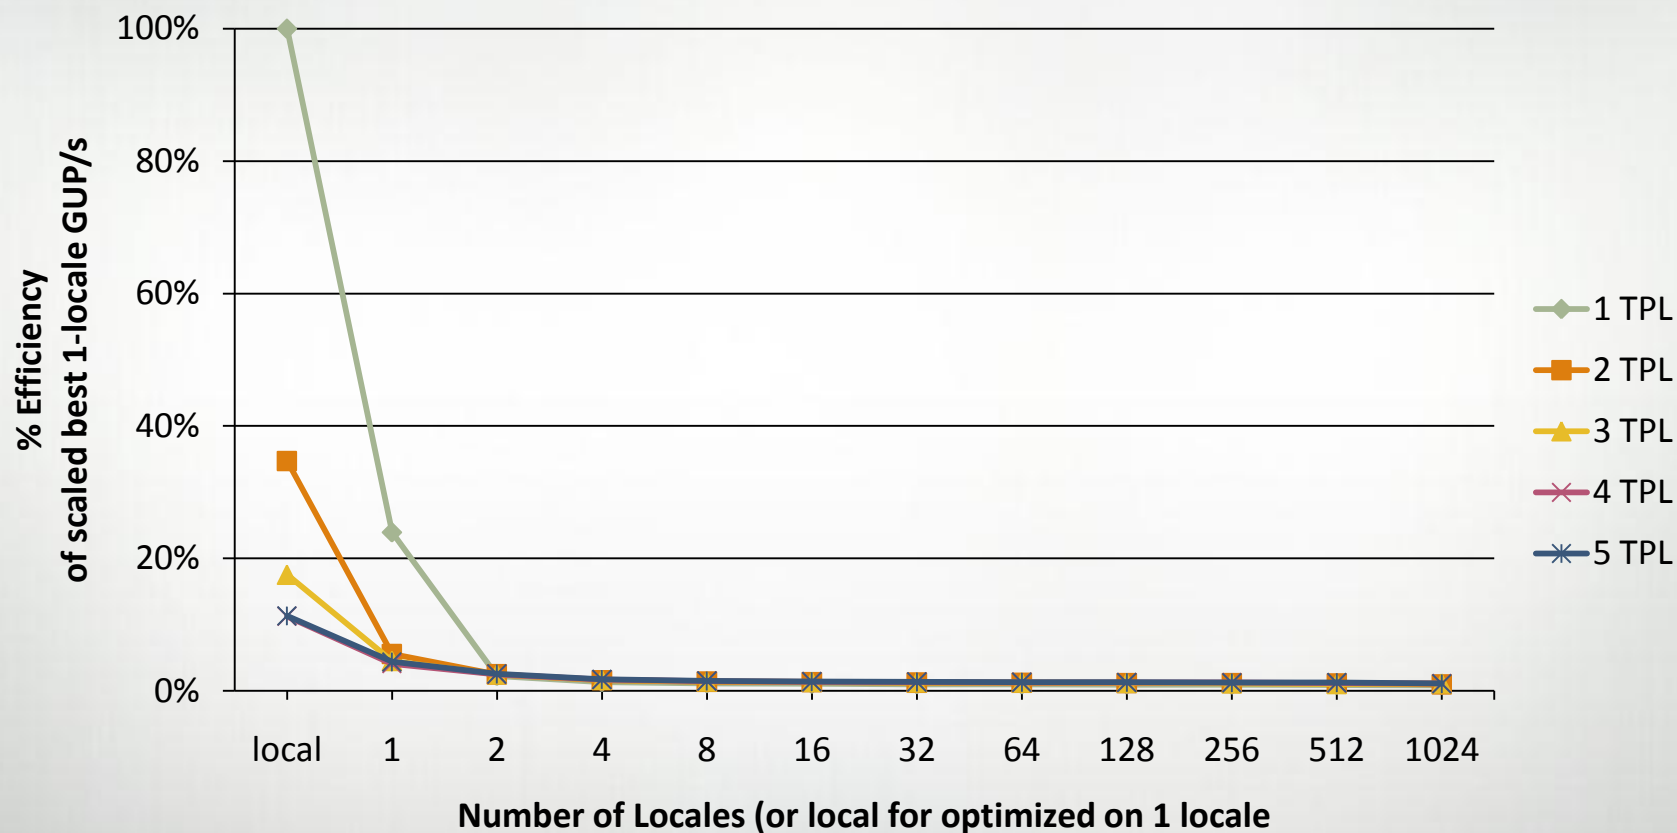 % Efficiency
of scaled best 1-locale GUP/s
100%
80%
60%
40%
20%
0%
local 1 2 4 8 16 32 64 128 256 512 1024
Number of Locales (or local for optimized on 1 locale
1 TPL
2 TPL
3 TPL
4 TPL
5 TPL